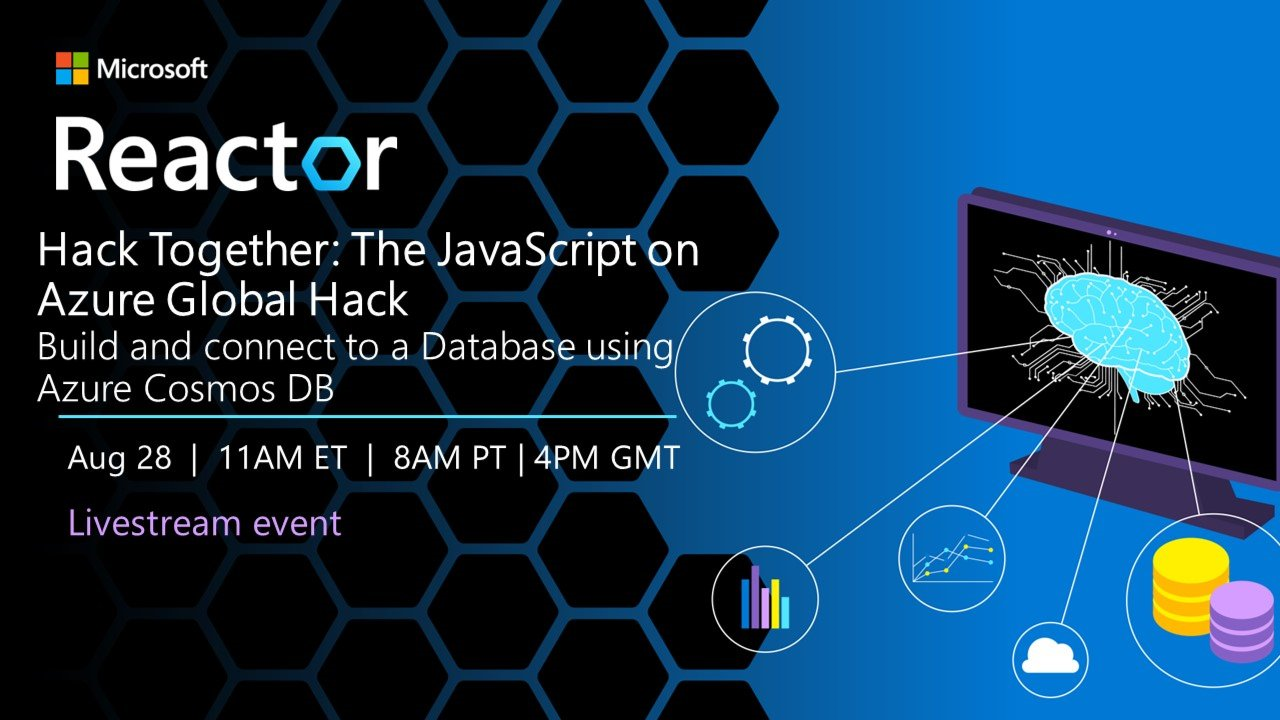 Microsoft
Reactor
Hack Together: The JavaScript on
Azure Global Hack
Build and connect to a Database using
Azure Cosmos DB
Aug 28 | 11AM ET | 8AM PT | 4PM GMT
Livestream event